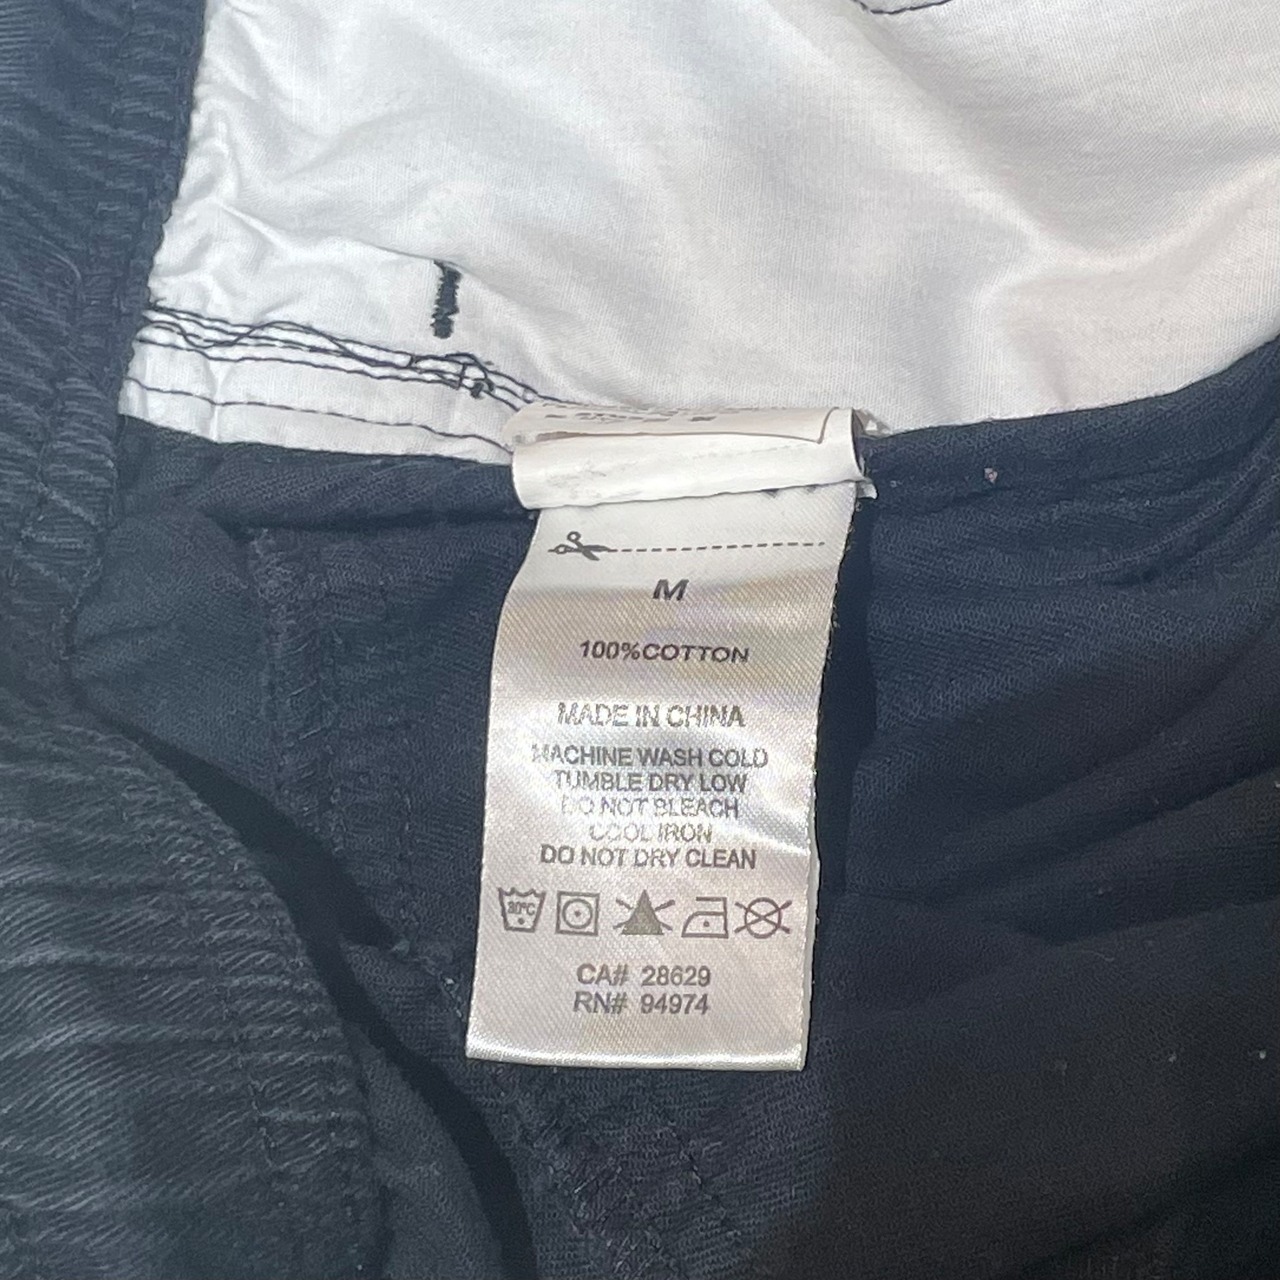 M
100%COTTON
MADE IN CHINA
MACHINE WASH COLD
TUMBLE DRY LOW
DO NOT BLEACH
COOL IRON
DO NOT DRY CLEAN
30°C
CA# 28629
RN# 94974